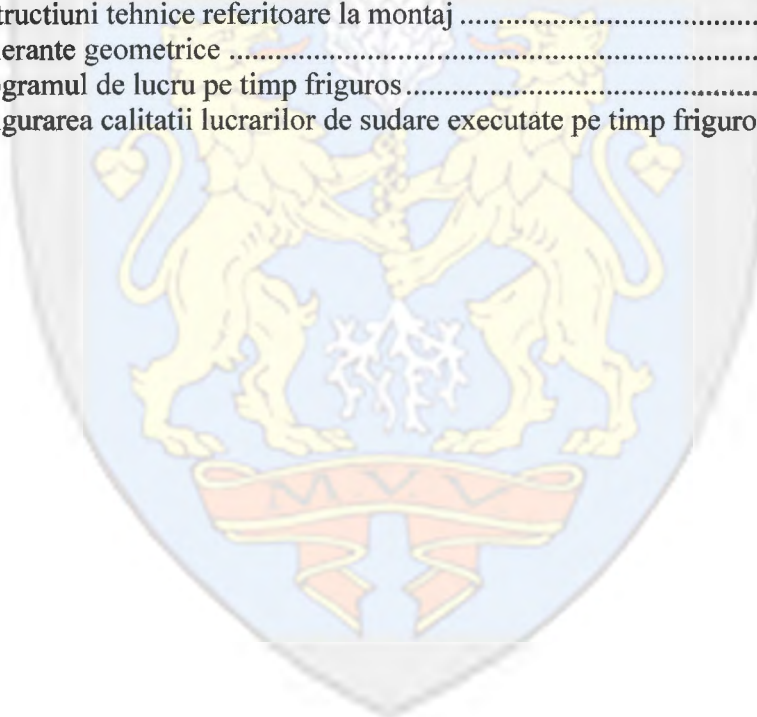 tructiuni tehnice referitoare la montaj ........................................
erante geometrice ........................................................................
gramul de lucru pe timp friguros ................................................
gurarea calitatii lucrarilor de sudare executate pe timp friguro
M.V.V.